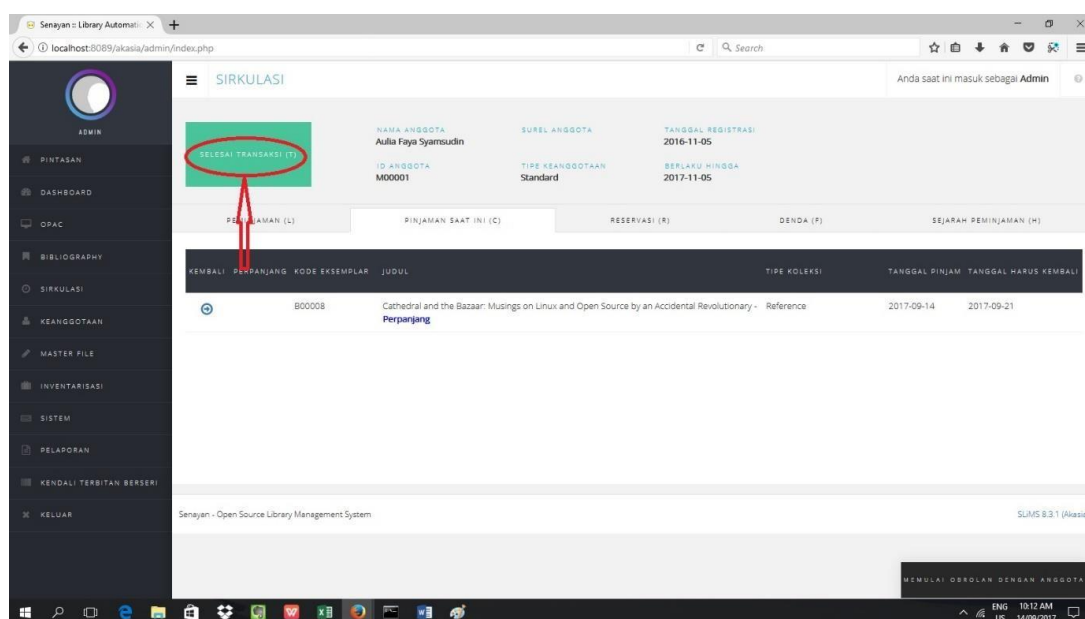 Senayan :: Library Automatic
localhost:8089/akasia/admin/index.php
Search
ADMIN
PINTASAN
DASHBOARD
OPAC
BIBLIOGRAPHY
SIRKULASI
KEANGGOTAAN
MASTER FILE
INVENTARISASI
SISTEM
PELAPORAN
KENDALI TERBITAN BERSERI
KELUAR
SIRKULASI
Anda saat ini masuk sebagai Admin
SELESAI TRANSAKSI (T)
NAMA ANGGOTA
Aulia Faya Syamsudin
SUREL ANGGOTA
TANGGAL REGISTRASI
2016-11-05
ID ANGGOTA
M00001
TIPE KEANGGOTAAN
Standard
BERLAKU HINGGA
2017-11-05
PINJAMAN SAAT INI (C)
RESERVASI (R)
DENDA (F)
SEJARAH PEMINJAMAN (H)
KEMBALI PERPANJANG KODE EKSEMPLAR JUDUL TIPE KOLEKSI TANGGAL PINJAM TANGGAL HARUS KEMBALI
B00008 Cathedral and the Bazaar: Musings on Linux and Open Source by an Accidental Revolutionary - Reference 2017-09-14 2017-09-21
Perpanjang
Senayan - Open Source Library Management System
SLiMS 8.3.1 (Akasia
MEMULAI OBROLAN DENGAN ANGGOTA
ENG 10:12 AM
US 14/09/2017